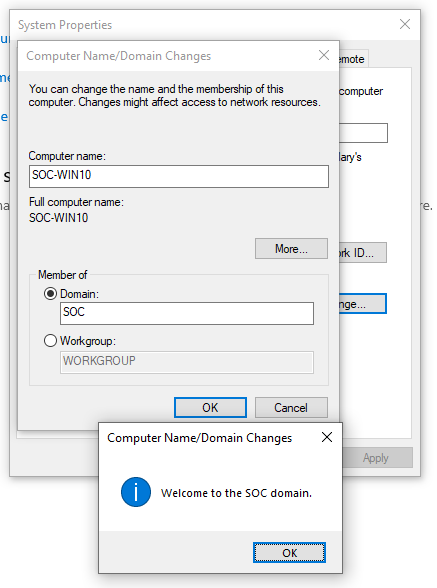 System Properties
Computer Name/Domain Changes
emote
You can change the name and the membership of this
computer. Changes might affect access to network resources.
computer
Computer name:
SOC-WIN10
Full computer name:
SOC-WIN10
More...
Member of
Domain:
SOC
Workgroup:
WORKGROUP
OK
Cancel
ary's
rk ID...
nge...
Apply
re.
Computer Name/Domain Changes
Welcome to the SOC domain.
OK